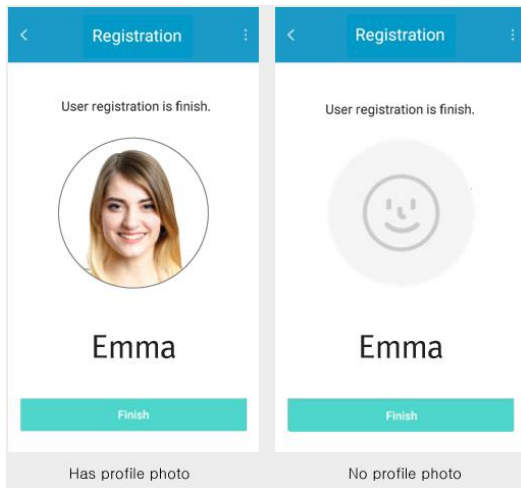 Registration
User registration is finish.
Emma
Finish
Has profile photo
Registration
User registration is finish.
Emma
Finish
No profile photo